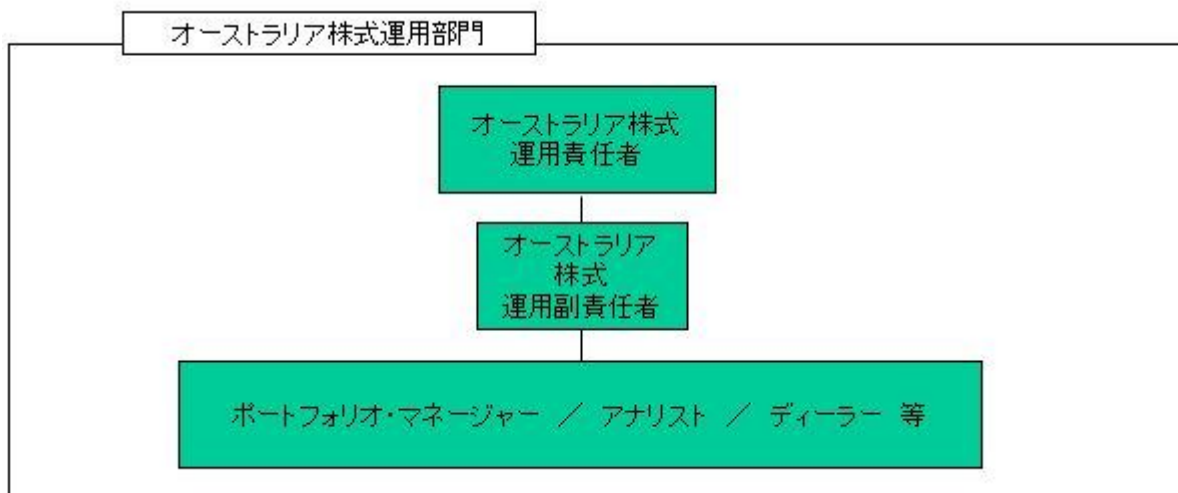 オーストラリア株式運用部門
オーストラリア株式
運用責任者
オーストラリア
株式
運用副責任者
ポートフォリオ・マネージャー ／ アナリスト ／ ディーラー 等